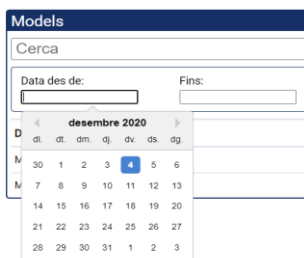 Models
Cerca
Data des de: Fins:
desembre 2020
dl. dt. dm. dj. dv. ds. dg.
30 1 2 3 4 5 6
7 8 9 10 11 12 13
14 15 16 17 18 19 20
21 22 23 24 25 26 27
28 29 30 31 1 2 3
D
M
M